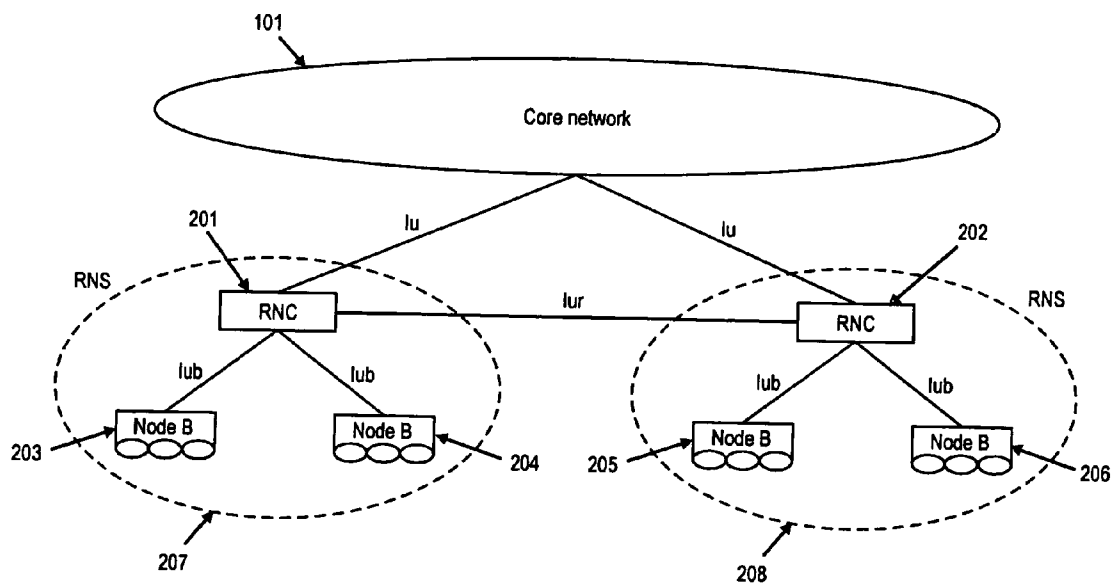 101
Core network
201
Iu
Iu
202
RNS
RNC
Iur
RNC
RNS
Iub
Iub
Iub
Iub
Node B
Node B
Node B
Node B
203
204
205
206
207
208